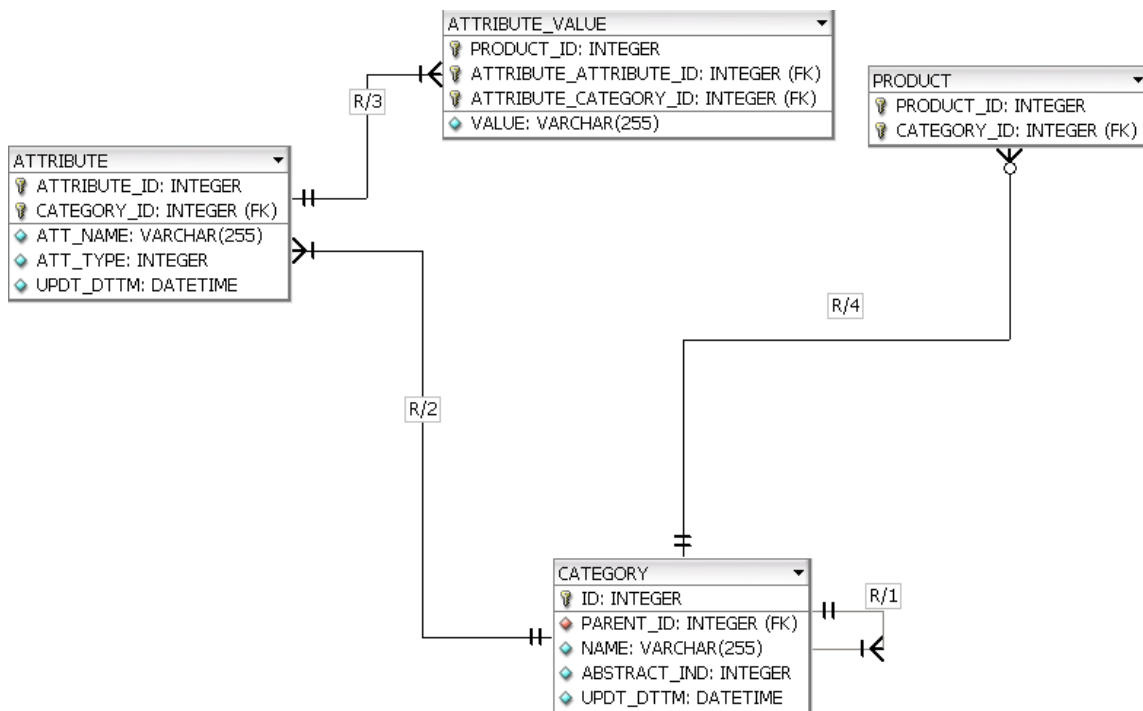 ATTRIBUTE_VALUE
PRODUCT_ID: INTEGER
ATTRIBUTE_ATTRIBUTE_ID: INTEGER (FK)
ATTRIBUTE_CATEGORY_ID: INTEGER (FK)
VALUE: VARCHAR(255)
PRODUCT
PRODUCT_ID: INTEGER
CATEGORY_ID: INTEGER (FK)
R/3
ATTRIBUTE
ATTRIBUTE_ID: INTEGER
CATEGORY_ID: INTEGER (FK)
ATT_NAME: VARCHAR(255)
ATT_TYPE: INTEGER
UPDT_DTTM: DATETIME
R/4
R/2
CATEGORY
ID: INTEGER
PARENT_ID: INTEGER (FK)
NAME: VARCHAR(255)
ABSTRACT_IND: INTEGER
UPDT_DTTM: DATETIME
R/1